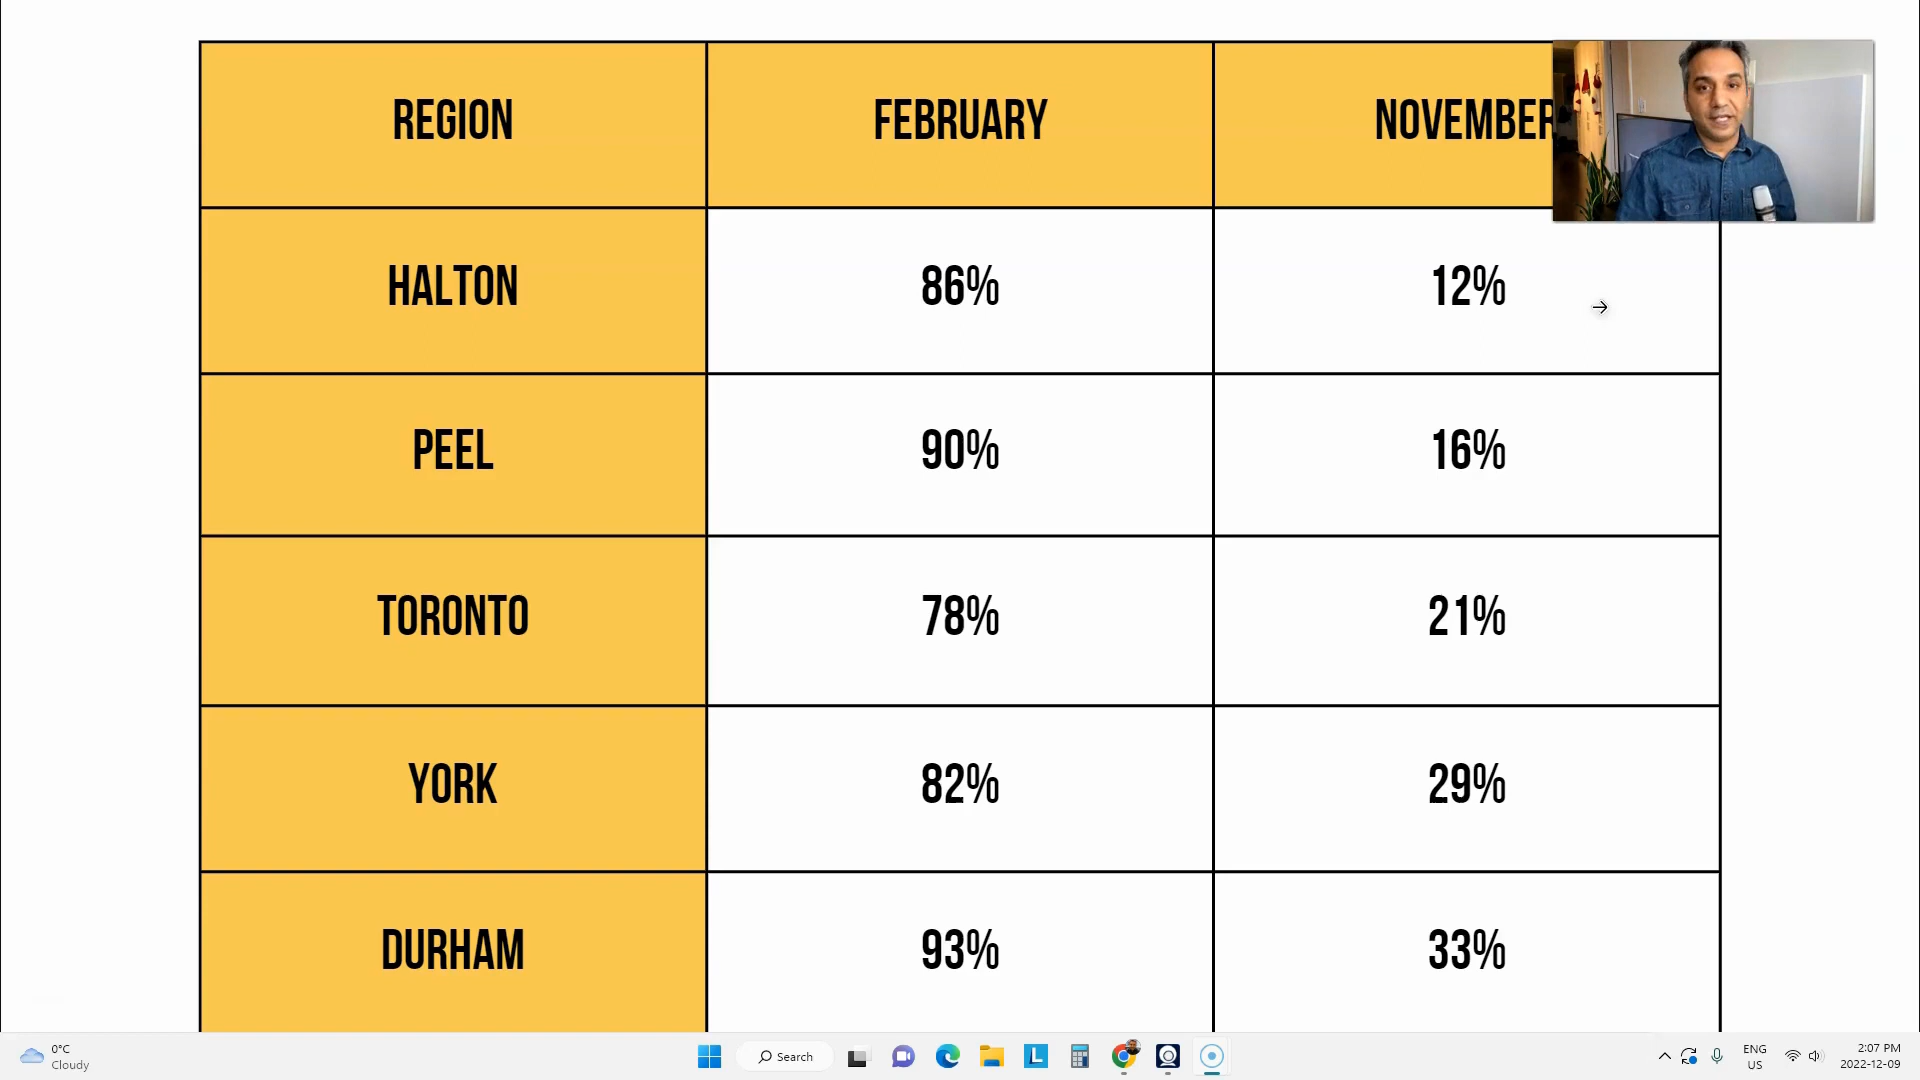 REGION FEBRUARY NOVEMBER
HALTON 86% 12%
PEEL 90% 16%
TORONTO 78% 21%
YORK 82% 29%
DURHAM 93% 33%
0°C
Cloudy
Search
L
ENG
US
2:07 PM
2022-12-09